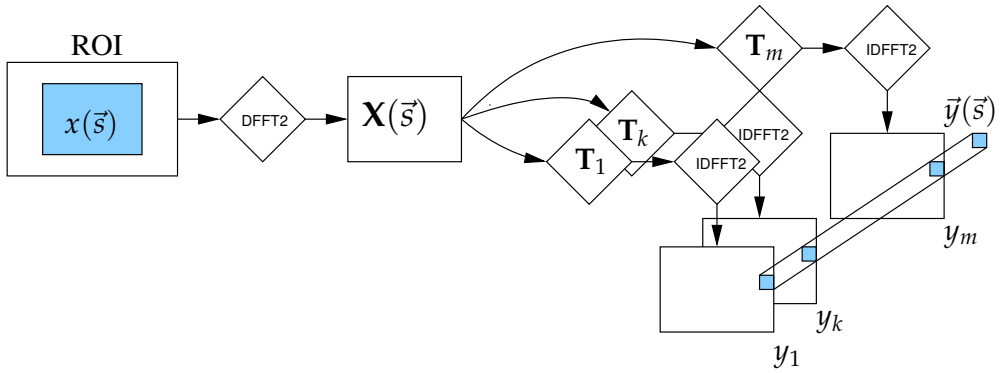 ROI
x(s⃗)
DFFT2
X(s⃗)
T_m
IDFFT2
T_k
IDFFT2
T_1
IDFFT2
y⃗(s⃗)
y_m
y_k
y_1